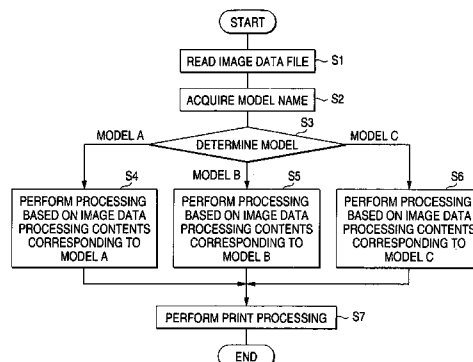 START
READ IMAGE DATA FILE
S1
ACQUIRE MODEL NAME
S2
S3
DETERMINE MODEL
MODEL A
MODEL B
MODEL C
S4
PERFORM PROCESSING
BASED ON IMAGE DATA
PROCESSING CONTENTS
CORRESPONDING TO
MODEL A
S5
PERFORM PROCESSING
BASED ON IMAGE DATA
PROCESSING CONTENTS
CORRESPONDING TO
MODEL B
S6
PERFORM PROCESSING
BASED ON IMAGE DATA
PROCESSING CONTENTS
CORRESPONDING TO
MODEL C
PERFORM PRINT PROCESSING
S7
END